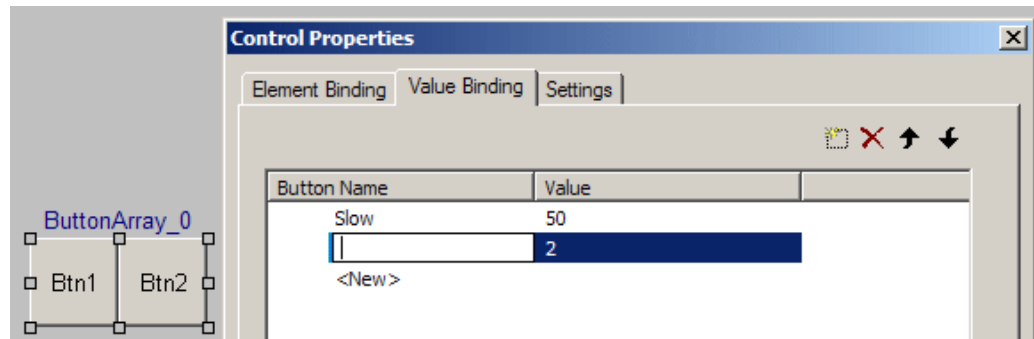 Control Properties
Element Binding Value Binding Settings
Button Name Value
Slow 50
2
<New>
ButtonArray_0
Btn1 Btn2